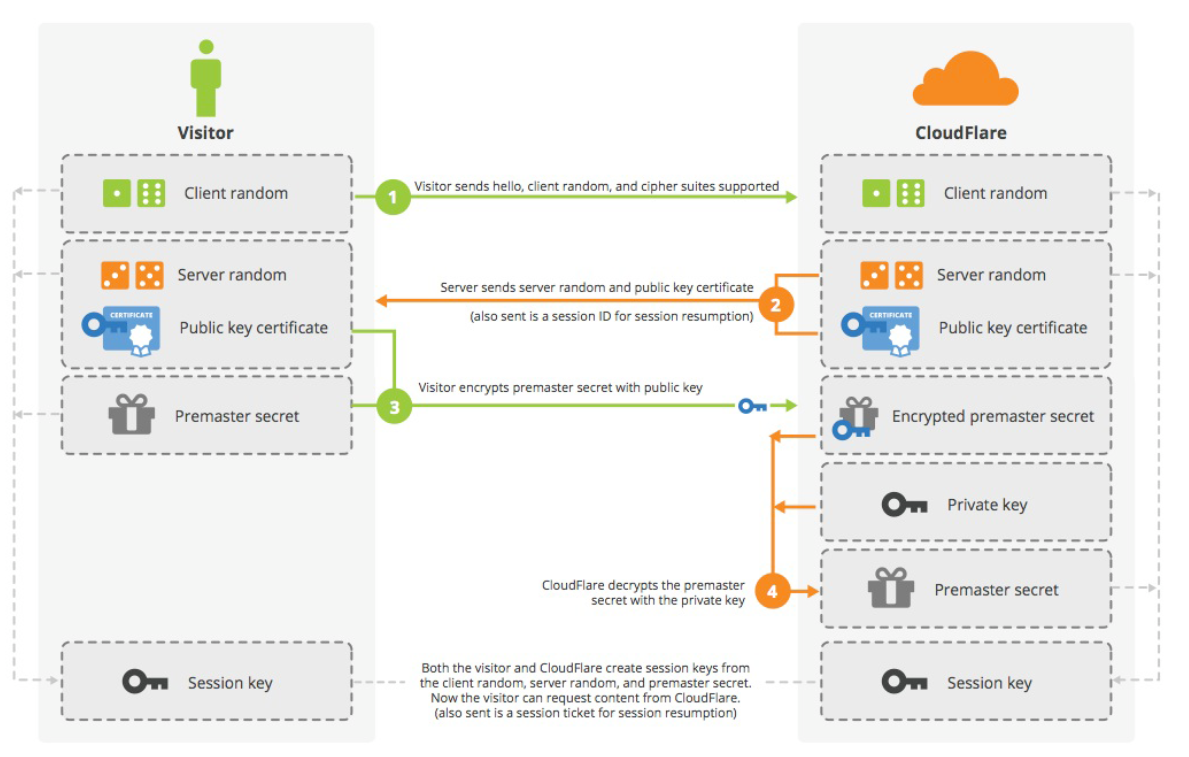 Visitor
CloudFlare
Client random
1
Visitor sends hello, client random, and cipher suites supported
Client random
Server random
Server sends server random and public key certificate
2
Server random
(also sent is a session ID for session resumption)
CERTIFICATE
Public key certificate
CERTIFICATE
Public key certificate
Visitor encrypts premaster secret with public key
3
Premaster secret
Encrypted premaster secret
Private key
CloudFlare decrypts the premaster
secret with the private key
4
Premaster secret
Session key
Both the visitor and CloudFlare create session keys from
the client random, server random, and premaster secret.
Now the visitor can request content from CloudFlare.
(also sent is a session ticket for session resumption)
Session key